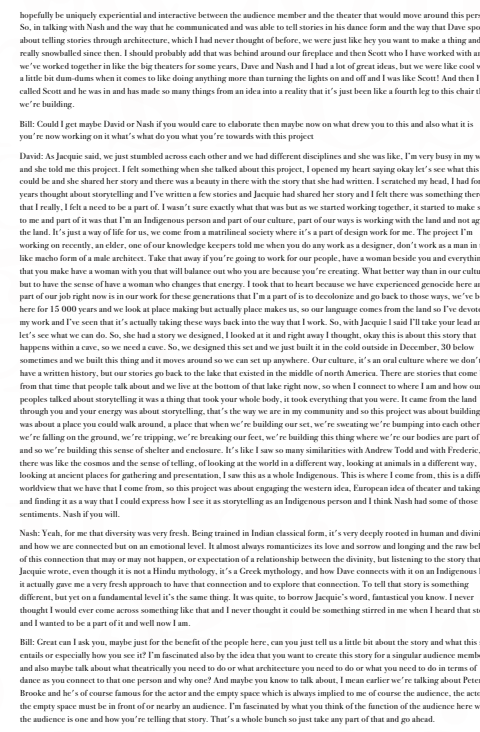 hopefully be uniquely experiential and interactive between the audience member and the theater that would move around this pers
So, in talking with Nash and the way that he communicated and was able to tell stories in his dance form and the way that Dave spo
about telling stories through architecture, which I had never thought of before, we were just like hey you want to make a thing and
really snowballed since then. I should probably add that was behind around our fireplace and then Scott who I have worked with an
we've worked together in like the big theaters for some years, Dave and Nash and I had a lot of great ideas, but we were like cool w
a little bit dum-dums when it comes to like doing anything more than turning the lights on and off and I was like Scott! And then I
called Scott and he was in and has made so many things from an idea into a reality that it's just been like a fourth leg to this chair th
we're building.
Bill: Could I get maybe David or Nash if you would care to elaborate then maybe now on what drew you to this and also what it is
you're now working on it what's what do you what you're towards with this project
David: As Jacquie said, we just stumbled across each other and we had different disciplines and she was like, I'm very busy in my w
and she told me this project. I felt something when she talked about this project, I opened my heart saying okay let's see what this
could be and she shared her story and there was a beauty in there with the story that she had written. I scratched my head, I had for
years thought about storytelling and I've written a few stories and Jacquie had shared her story and I felt there was something there
that I really, I felt a need to be a part of. I wasn't sure exactly what that was but as we started working together, it started to make s
to me and part of it was that I'm an Indigenous person and part of our culture, part of our ways is working with the land and not ag
the land. It's just a way of life for us, we come from a matrilineal society where it's a part of design work for me. The project I'm
working on recently, an elder, one of our knowledge keepers told me when you do any work as a designer, don't work as a man in
like macho form of a male architect. Take that away if you're going to work for our people, have a woman beside you and everythin
that you make have a woman with you that will balance out who you are because you're creating. What better way than in our cultu
but to have the sense of have a woman who changes that energy. I took that to heart because we have experienced genocide here a
part of our job right now is in our work for these generations that I'm a part of is to decolonize and go back to those ways, we've b
here for 15 000 years and we look at place making but actually place makes us, so our language comes from the land so I've devote
my work and I've seen that it's actually taking these ways back into the way that I work. So, with Jacquie I said I'll take your lead an
let's see what we can do. So, she had a story we designed, I looked at it and right away I thought, okay this is about this story that
happens within a cave, so we need a cave. So, we designed this set and we just built it in the cold outside in December, 30 below
sometimes and we built this thing and it moves around so we can set up anywhere. Our culture, it's an oral culture where we don't
have a written history, but our stories go back to the lake that existed in the middle of north America. There are stories that come
from that time that people talk about and we live at the bottom of that lake right now, so when I connect to where I am and how our
peoples talked about storytelling it was a thing that took your whole body, it took everything that you were. It came from the land
through you and your energy was about storytelling, that's the way we are in my community and so this project was about building
was about a place you could walk around, a place that when we're building our set, we're sweating we're bumping into each other
we're falling on the ground, we're tripping, we're breaking our feet, we're building this thing where we're our bodies are part of
and so we're building this sense of shelter and enclosure. It's like I saw so many similarities with Andrew Todd and with Frederic,
there was like the cosmos and the sense of telling, of looking at the world in a different way, looking at animals in a different way,
looking at ancient places for gathering and presentation, I saw this as a whole Indigenous. This is where I come from, this is a diffe
worldview that we have that I come from, so this project was about engaging the western idea, European idea of theater and taking
and finding it as a way that I could express how I see it as storytelling as an Indigenous person and I think Nash had some of those
sentiments. Nash if you will.
Nash: Yeah, for me that diversity was very fresh. Being trained in Indian classical form, it's very deeply rooted in human and divini
and how we are connected but on an emotional level. It almost always romanticizes its love and sorrow and longing and the raw bel
of this connection that may or may not happen, or expectation of a relationship between the divinity, but listening to the story that
Jacquie wrote, even though it is not a Hindu mythology, it's a Greek mythology, and how Dave connects with it on an Indigenous l
it actually gave me a very fresh approach to have that connection and to explore that connection. To tell that story is something
different, but yet on a fundamental level it's the same thing. It was quite, to borrow Jacquie's word, fantastical you know. I never
thought I would ever come across something like that and I never thought it could be something stirred in me when I heard that sto
and I wanted to be a part of it and well now I am.
Bill: Great can I ask you, maybe just for the benefit of the people here, can you just tell us a little bit about the story and what this
entails or especially how you see it? I'm fascinated also by the idea that you want to create this story for a singular audience membe
and also maybe talk about what theatrically you need to do or what architecture you need to do or what you need to do in terms of
dance as you connect to that one person and why one? And maybe you know to talk about, I mean earlier we're talking about Peter
Brooke and he's of course famous for the actor and the empty space which is always implied to me of course the audience, the acto
the empty space must be in front of or nearby an audience. I'm fascinated by what you think of the function of the audience here w
the audience is one and how you're telling that story. That's a whole bunch so just take any part of that and go ahead.